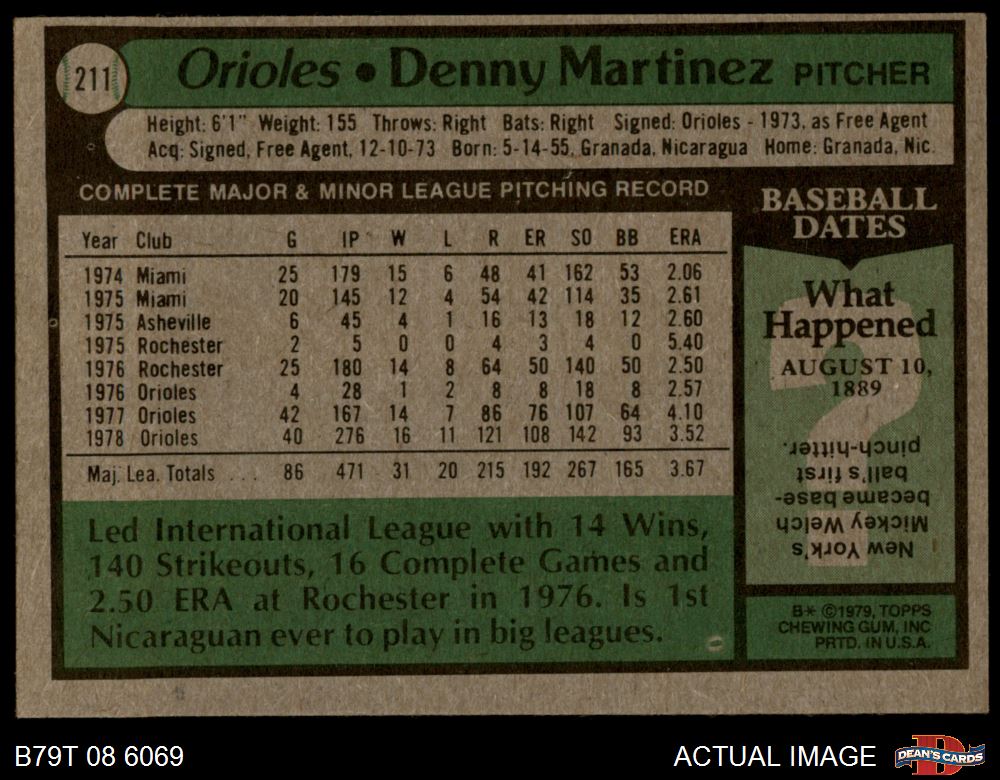 211
Orioles • Denny Martinez PITCHER
Height: 6'1" Weight: 155 Throws: Right Bats: Right Signed: Orioles - 1973, as Free Agent
Acq: Signed, Free Agent, 12-10-73 Born: 5-14-55, Granada, Nicaragua Home: Granada, Nic.
COMPLETE MAJOR & MINOR LEAGUE PITCHING RECORD
Year Club G IP W L R ER SO BB ERA
1974 Miami 25 179 15 6 48 41 162 53 2.06
1975 Miami 20 145 12 4 54 42 114 35 2.61
1975 Asheville 6 45 4 1 16 13 18 12 2.60
1975 Rochester 2 5 0 0 4 3 4 0 5.40
1976 Rochester 25 180 14 8 64 50 140 50 2.50
1976 Orioles 4 28 1 2 8 8 18 8 2.57
1977 Orioles 42 167 14 7 86 76 107 64 4.10
1978 Orioles 40 276 16 11 121 108 142 93 3.52
Maj. Lea. Totals . . . 86 471 31 20 215 192 267 165 3.67
Led International League with 14 Wins,
140 Strikeouts, 16 Complete Games and
2.50 ERA at Rochester in 1976. Is 1st
Nicaraguan ever to play in big leagues.
BASEBALL
DATES
What
Happened
AUGUST 10,
1889
?
New York's
Mickey Welch
became base-
ball's first
pinch-hitter.
B* ©1979, TOPPS
CHEWING GUM, INC
PRTD. IN U.S.A.
B79T 08 6069
ACTUAL IMAGE
D
DEAN'S CARDS